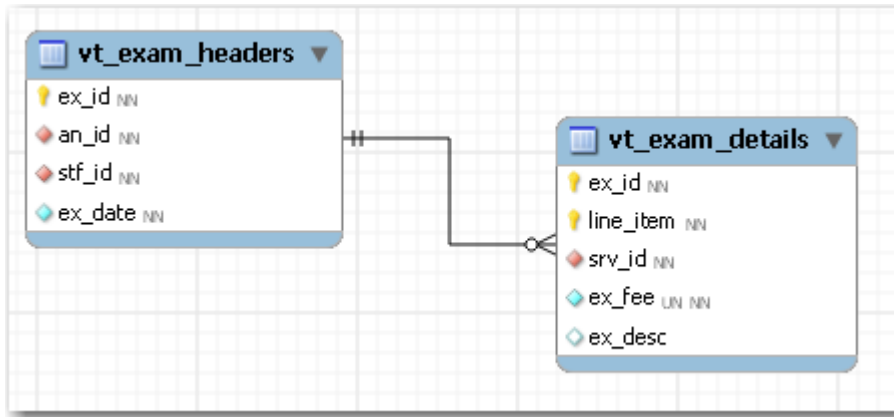 vt_exam_headers
ex_id NN
an_id NN
stf_id NN
ex_date NN
vt_exam_details
ex_id NN
line_item NN
srv_id NN
ex_fee UN NN
ex_desc